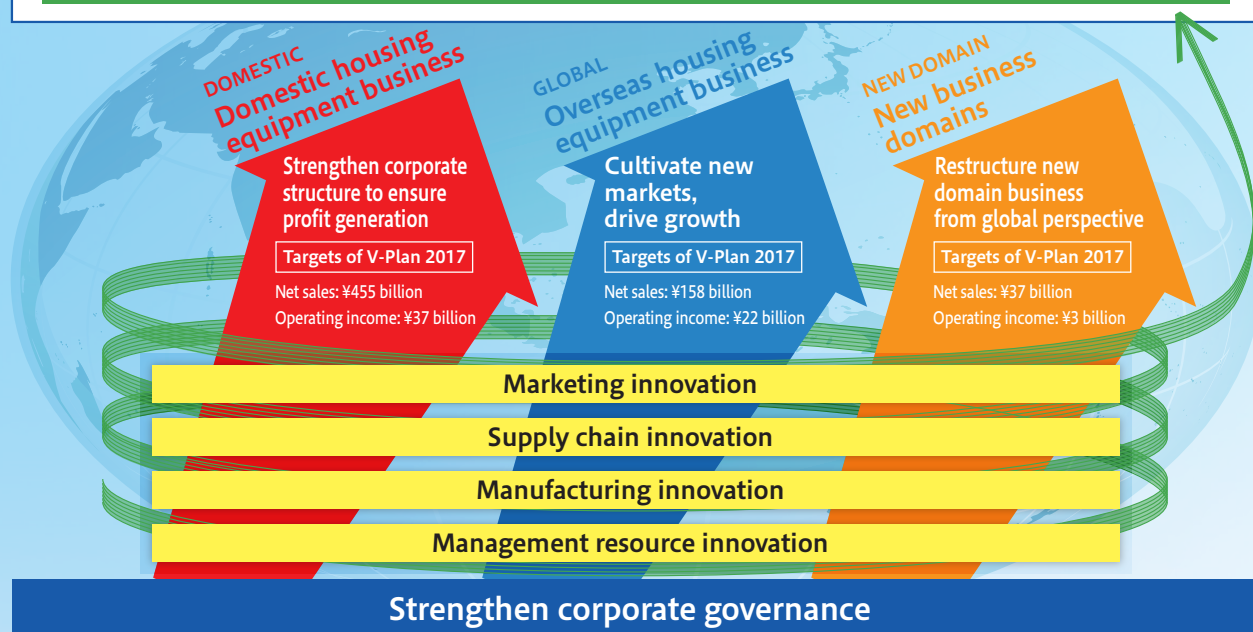 DOMESTIC
Domestic housing
equipment business
Strengthen corporate
structure to ensure
profit generation
Targets of V-Plan 2017
Net sales: ¥455 billion
Operating income: ¥37 billion
GLOBAL
Overseas housing
equipment business
Cultivate new
markets,
drive growth
Targets of V-Plan 2017
Net sales: ¥158 billion
Operating income: ¥22 billion
NEW DOMAIN
New business
domains
Restructure new
domain business
from global perspective
Targets of V-Plan 2017
Net sales: ¥37 billion
Operating income: ¥3 billion
Marketing innovation
Supply chain innovation
Manufacturing innovation
Management resource innovation
Strengthen corporate governance